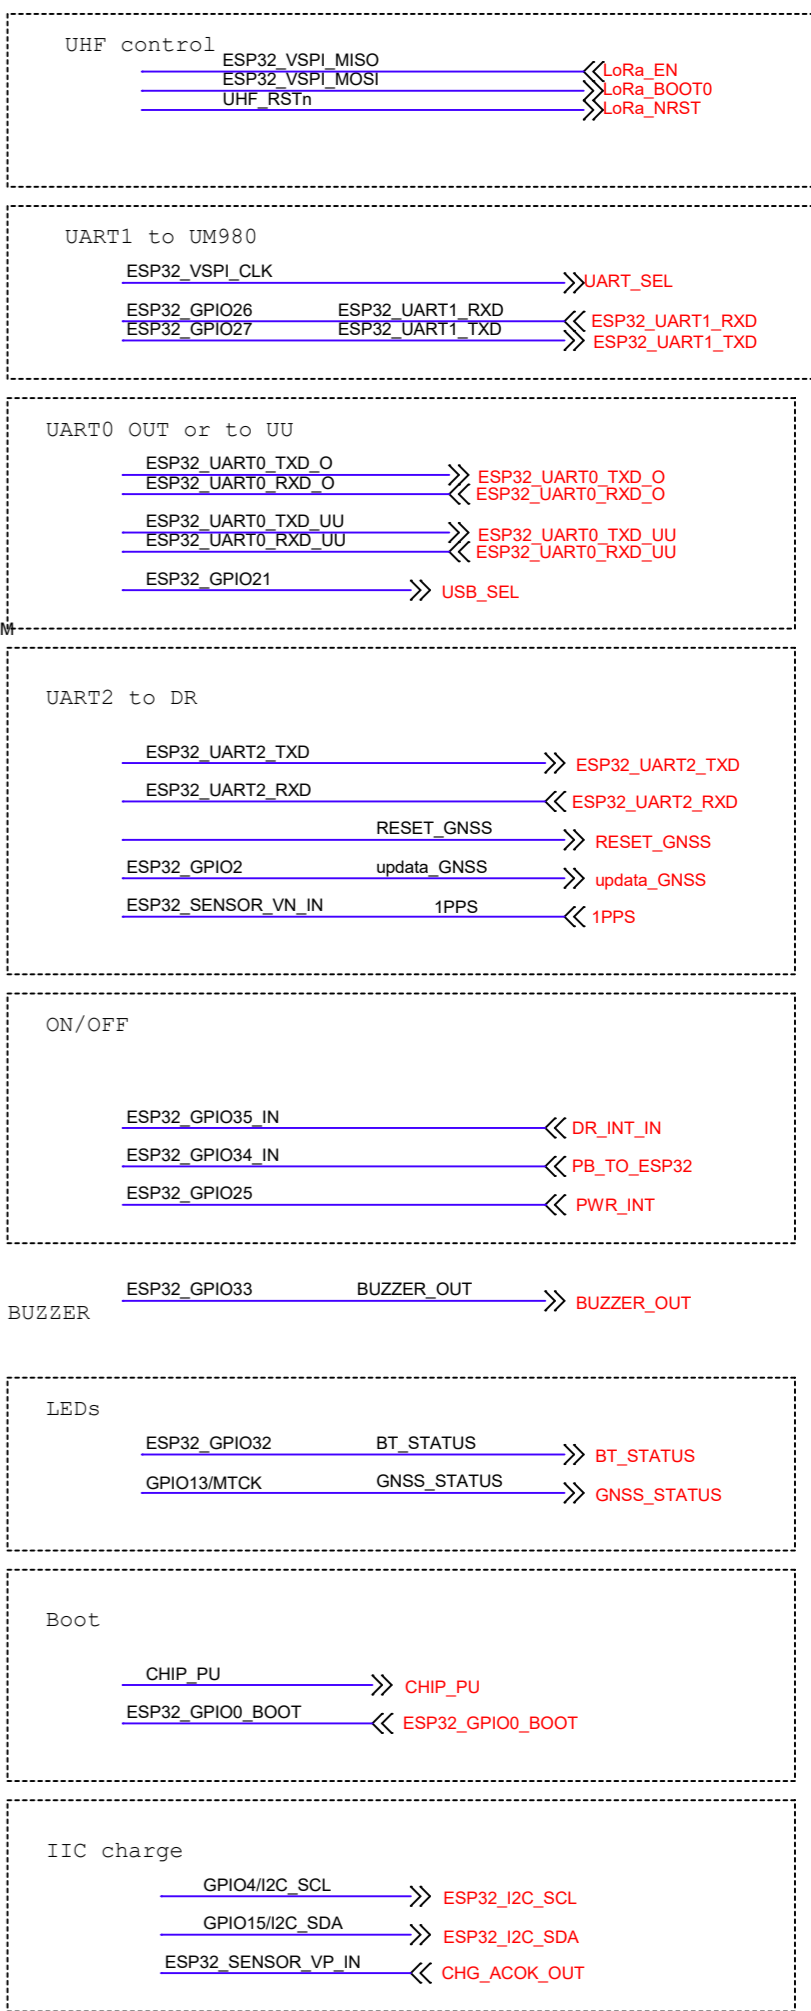 UHF control
ESP32_VSPI_MISO LoRa_EN
ESP32_VSPI_MOSI LoRa_BOOT0
UHF_RSTn LoRa_NRST
UART1 to UM980
ESP32_VSPI_CLK UART_SEL
ESP32_GPIO26 ESP32_UART1_RXD ESP32_UART1_RXD
ESP32_GPIO27 ESP32_UART1_TXD ESP32_UART1_TXD
UART0 OUT or to UU
ESP32_UART0_TXD_O ESP32_UART0_TXD_O
ESP32_UART0_RXD_O ESP32_UART0_RXD_O
ESP32_UART0_TXD_UU ESP32_UART0_TXD_UU
ESP32_UART0_RXD_UU ESP32_UART0_RXD_UU
ESP32_GPIO21 USB_SEL
M
UART2 to DR
ESP32_UART2_TXD ESP32_UART2_TXD
ESP32_UART2_RXD ESP32_UART2_RXD
RESET_GNSS RESET_GNSS
ESP32_GPIO2 updata_GNSS updata_GNSS
ESP32_SENSOR_VN_IN 1PPS 1PPS
ON/OFF
ESP32_GPIO35_IN DR_INT_IN
ESP32_GPIO34_IN PB_TO_ESP32
ESP32_GPIO25 PWR_INT
ESP32_GPIO33 BUZZER_OUT BUZZER_OUT
BUZZER
LEDs
ESP32_GPIO32 BT_STATUS BT_STATUS
GPIO13/MTCK GNSS_STATUS GNSS_STATUS
Boot
CHIP_PU CHIP_PU
ESP32_GPIO0_BOOT ESP32_GPIO0_BOOT
IIC charge
GPIO4/I2C_SCL ESP32_I2C_SCL
GPIO15/I2C_SDA ESP32_I2C_SDA
ESP32_SENSOR_VP_IN CHG_ACOK_OUT